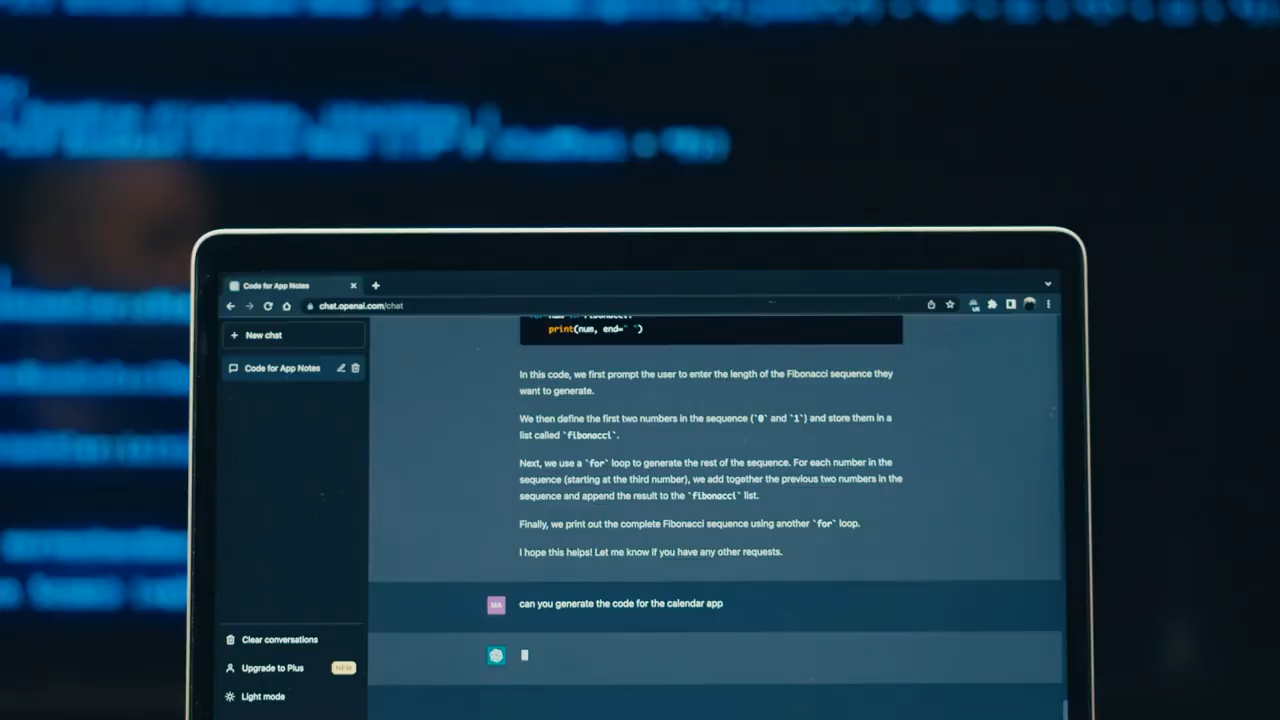 Code for App Notes
chat.openai.com/chat
New chat
Code for App Notes
print(num, end=" ")
In this code, we first prompt the user to enter the length of the Fibonacci sequence they
want to generate.
We then define the first two numbers in the sequence (`0` and `1`) and store them in a
list called `fibonacci`.
Next, we use a `for` loop to generate the rest of the sequence. For each number in the
sequence (starting at the third number), we add together the previous two numbers in the
sequence and append the result to the `fibonacci` list.
Finally, we print out the complete Fibonacci sequence using another `for` loop.
I hope this helps! Let me know if you have any other requests.
MA
can you generate the code for the calendar app
Clear conversations
Upgrade to Plus
NEW
Light mode